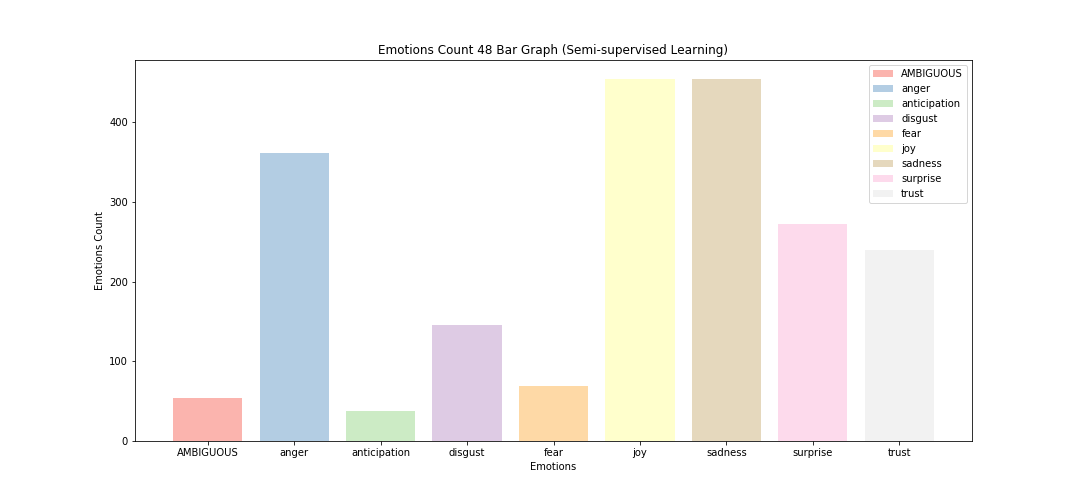 Emotions Count 48 Bar Graph (Semi-supervised Learning)
AMBIGUOUS
anger
anticipation
disgust
fear
joy
sadness
surprise
trust
Emotions Count
400
300
200
100
0
AMBIGUOUS anger anticipation disgust fear joy sadness surprise trust
Emotions